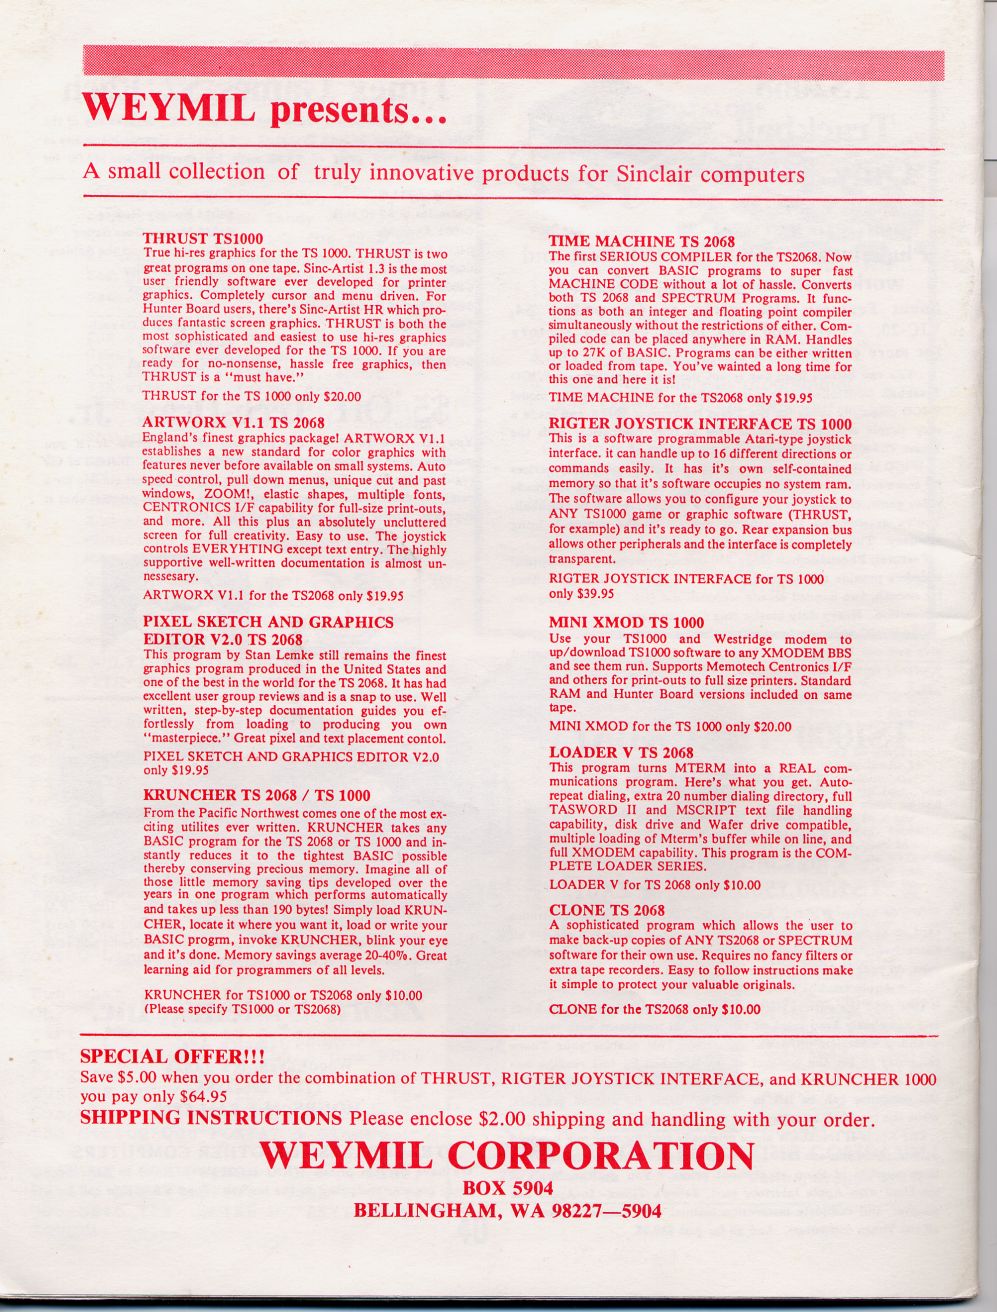 WEYMIL presents...
A small collection of truly innovative products for Sinclair computers
THRUST TS1000
True hi-res graphics for the TS 1000. THRUST is two
great programs on one tape. Sinc-Artist 1.3 is the most
user friendly software ever developed for printer
graphics. Completely cursor and menu driven. For
Hunter Board users, there's Sinc-Artist HR which pro-
duces fantastic screen graphics. THRUST is both the
most sophisticated and easiest to use hi-res graphics
software ever developed for the TS 1000. If you are
ready for no-nonsense, hassle free graphics, then
THRUST is a “must have.”
THRUST for the TS 1000 only $20.00
ARTWORX V1.1 TS 2068
England's finest graphics package! ARTWORX V1.1
establishes a new standard for color graphics with
features never before available on small systems. Auto
speed control, pull down menus, unique cut and past
windows, ZOOM!, elastic shapes, multiple fonts,
CENTRONICS I/F capability for full-size print-outs,
and more. All this plus an absolutely uncluttered
screen for full creativity. Easy to use. The joystick
controls EVERYHTING except text entry. The highly
supportive well-written documentation is almost un-
nessesary.
ARTWORX V1.1 for the TS2068 only $19.95
PIXEL SKETCH AND GRAPHICS
EDITOR V2.0 TS 2068
This program by Stan Lemke still remains the finest
graphics program produced in the United States and
one of the best in the world for the TS 2068. It has had
excellent user group reviews and is a snap to use. Well
written, step-by-step documentation guides you ef-
fortlessly from loading to producing you own
“masterpiece.” Great pixel and text placement contol.
PIXEL SKETCH AND GRAPHICS EDITOR V2.0
only $19.95
KRUNCHER TS 2068 / TS 1000
From the Pacific Northwest comes one of the most ex-
citing utilites ever written. KRUNCHER takes any
BASIC program for the TS 2068 or TS 1000 and in-
stantly reduces it to the tightest BASIC possible
thereby conserving precious memory. Imagine all of
those little memory saving tips developed over the
years in one program which performs automatically
and takes up less than 190 bytes! Simply load KRUN-
CHER, locate it where you want it, load or write your
BASIC progrm, invoke KRUNCHER, blink your eye
and it's done. Memory savings average 20-40%. Great
learning aid for programmers of all levels.
KRUNCHER for TS1000 or TS2068 only $10.00
(Please specify TS1000 or TS2068)
TIME MACHINE TS 2068
The first SERIOUS COMPILER for the TS2068. Now
you can convert BASIC programs to super fast
MACHINE CODE without a lot of hassle. Converts
both TS 2068 and SPECTRUM Programs. It func-
tions as both an integer and floating point compiler
simultaneously without the restrictions of either. Com-
piled code can be placed anywhere in RAM. Handles
up to 27K of BASIC. Programs can be either written
or loaded from tape. You've wainted a long time for
this one and here it is!
TIME MACHINE for the TS2068 only $19.95
RIGTER JOYSTICK INTERFACE TS 1000
This is a software programmable Atari-type joystick
interface. it can handle up to 16 different directions or
commands easily. It has it's own self-contained
memory so that it's software occupies no system ram.
The software allows you to configure your joystick to
ANY TS1000 game or graphic software (THRUST,
for example) and it's ready to go. Rear expansion bus
allows other peripherals and the interface is completely
transparent.
RIGTER JOYSTICK INTERFACE for TS 1000
only $39.95
MINI XMOD TS 1000
Use your TS1000 and Westridge modem to
up/download TS1000 software to any XMODEM BBS
and see them run. Supports Memotech Centronics I/F
and others for print-outs to full size printers. Standard
RAM and Hunter Board versions included on same
tape.
MINI XMOD for the TS 1000 only $20.00
LOADER V TS 2068
This program turns MTERM into a REAL com-
munications program. Here's what you get. Auto-
repeat dialing, extra 20 number dialing directory, full
TASWORD II and MSCRIPT text file handling
capability, disk drive and Wafer drive compatible,
multiple loading of Mterm's buffer while on line, and
full XMODEM capability. This program is the COM-
PLETE LOADER SERIES.
LOADER V for TS 2068 only $10.00
CLONE TS 2068
A sophisticated program which allows the user to
make back-up copies of ANY TS2068 or SPECTRUM
software for their own use. Requires no fancy filters or
extra tape recorders. Easy to follow instructions make
it simple to protect your valuable originals.
CLONE for the TS2068 only $10.00
SPECIAL OFFER!!!
Save $5.00 when you order the combination of THRUST, RIGTER JOYSTICK INTERFACE, and KRUNCHER 1000
you pay only $64.95
SHIPPING INSTRUCTIONS Please enclose $2.00 shipping and handling with your order.
WEYMIL CORPORATION
BOX 5904
BELLINGHAM, WA 98227—5904